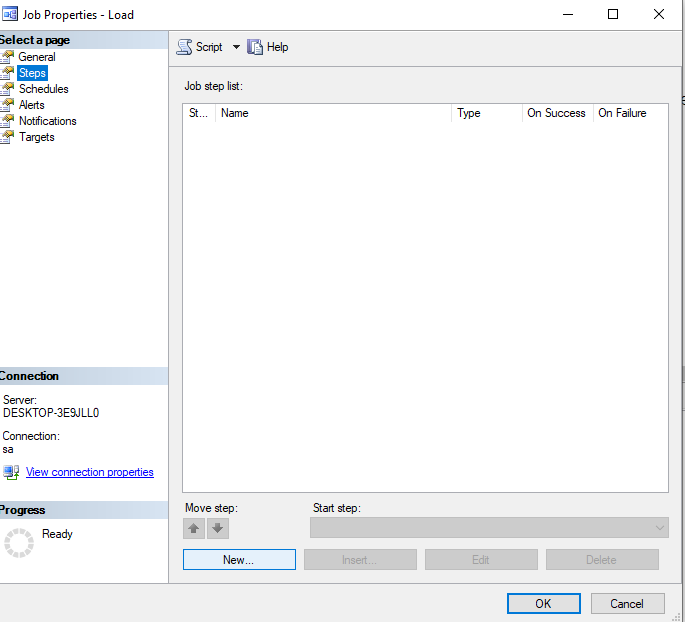 Job Properties - Load
Select a page
General
Steps
Schedules
Alerts
Notifications
Targets
Script
Help
Job step list:
St... Name Type On Success On Failure
Connection
Server:
DESKTOP-3E9JLL0
Connection:
sa
View connection properties
Progress
Ready
Move step:
Start step:
New... Insert... Edit Delete
OK Cancel